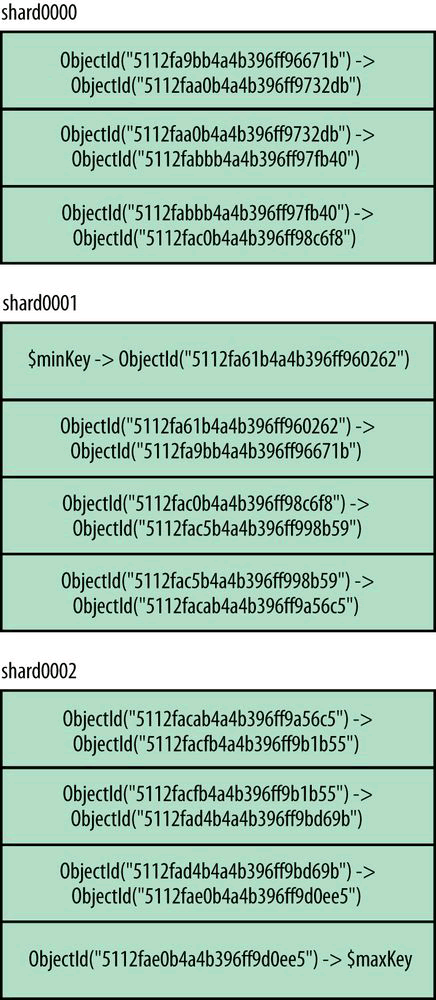 shard0000
ObjectId("5112fa9bb4a4b396ff96671b") ->
ObjectId("5112faa0b4a4b396ff9732db")
ObjectId("5112faa0b4a4b396ff9732db") ->
ObjectId("5112fabbb4a4b396ff97fb40")
ObjectId("5112fabbb4a4b396ff97fb40") ->
ObjectId("5112fac0b4a4b396ff98c6f8")
shard0001
$minKey -> ObjectId("5112fa61b4a4b396ff960262")
ObjectId("5112fa61b4a4b396ff960262") ->
ObjectId("5112fa9bb4a4b396ff96671b")
ObjectId("5112fac0b4a4b396ff98c6f8") ->
ObjectId("5112fac5b4a4b396ff998b59")
ObjectId("5112fac5b4a4b396ff998b59") ->
ObjectId("5112facab4a4b396ff9a56c5")
shard0002
ObjectId("5112facab4a4b396ff9a56c5") ->
ObjectId("5112facfb4a4b396ff9b1b55")
ObjectId("5112facfb4a4b396ff9b1b55") ->
ObjectId("5112fad4b4a4b396ff9bd69b")
ObjectId("5112fad4b4a4b396ff9bd69b") ->
ObjectId("5112fae0b4a4b396ff9d0ee5")
ObjectId("5112fae0b4a4b396ff9d0ee5") -> $maxKey